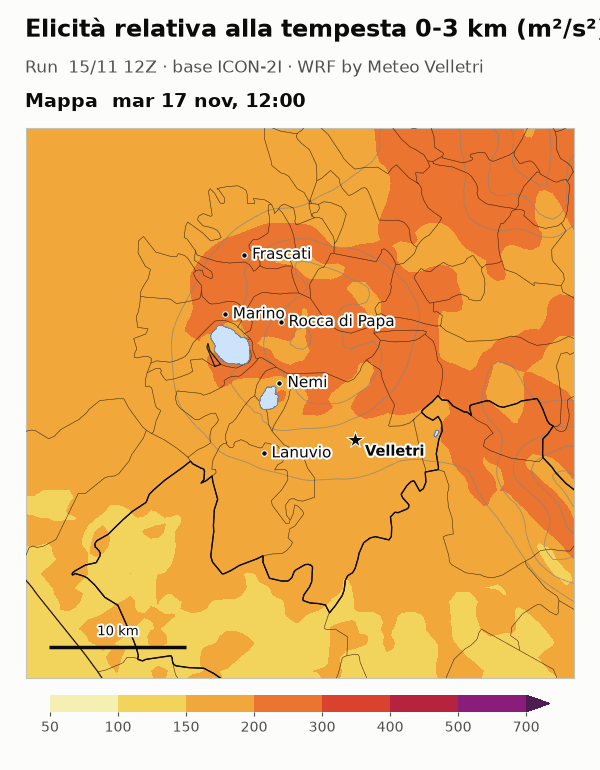 Elicità relativa alla tempesta 0-3 km (m²/s²)
Run 15/11 12Z · base ICON-2I · WRF by Meteo Velletri
Mappa mar 17 nov, 12:00
Frascati
Marino
Rocca di Papa
Nemi
Velletri
Lanuvio
10 km
50 100 150 200 300 400 500 700